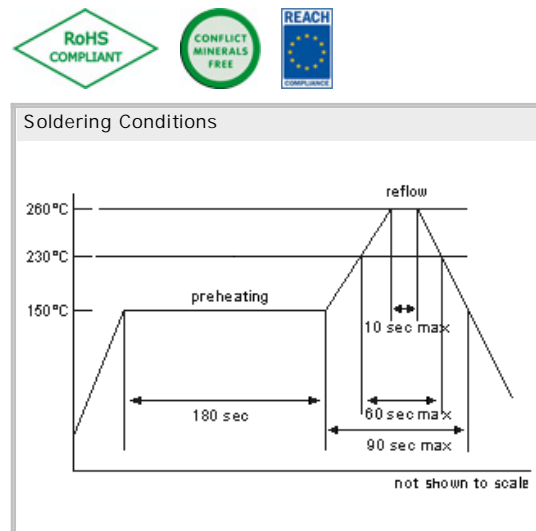 RoHS
COMPLIANT
CONFLICT
MINERALS
FREE
REACH
COMPLIANCE
Soldering Conditions
reflow
260°C
230°C
preheating
150°C
10 sec max
180 sec
60 sec max
90 sec max
not shown to scale